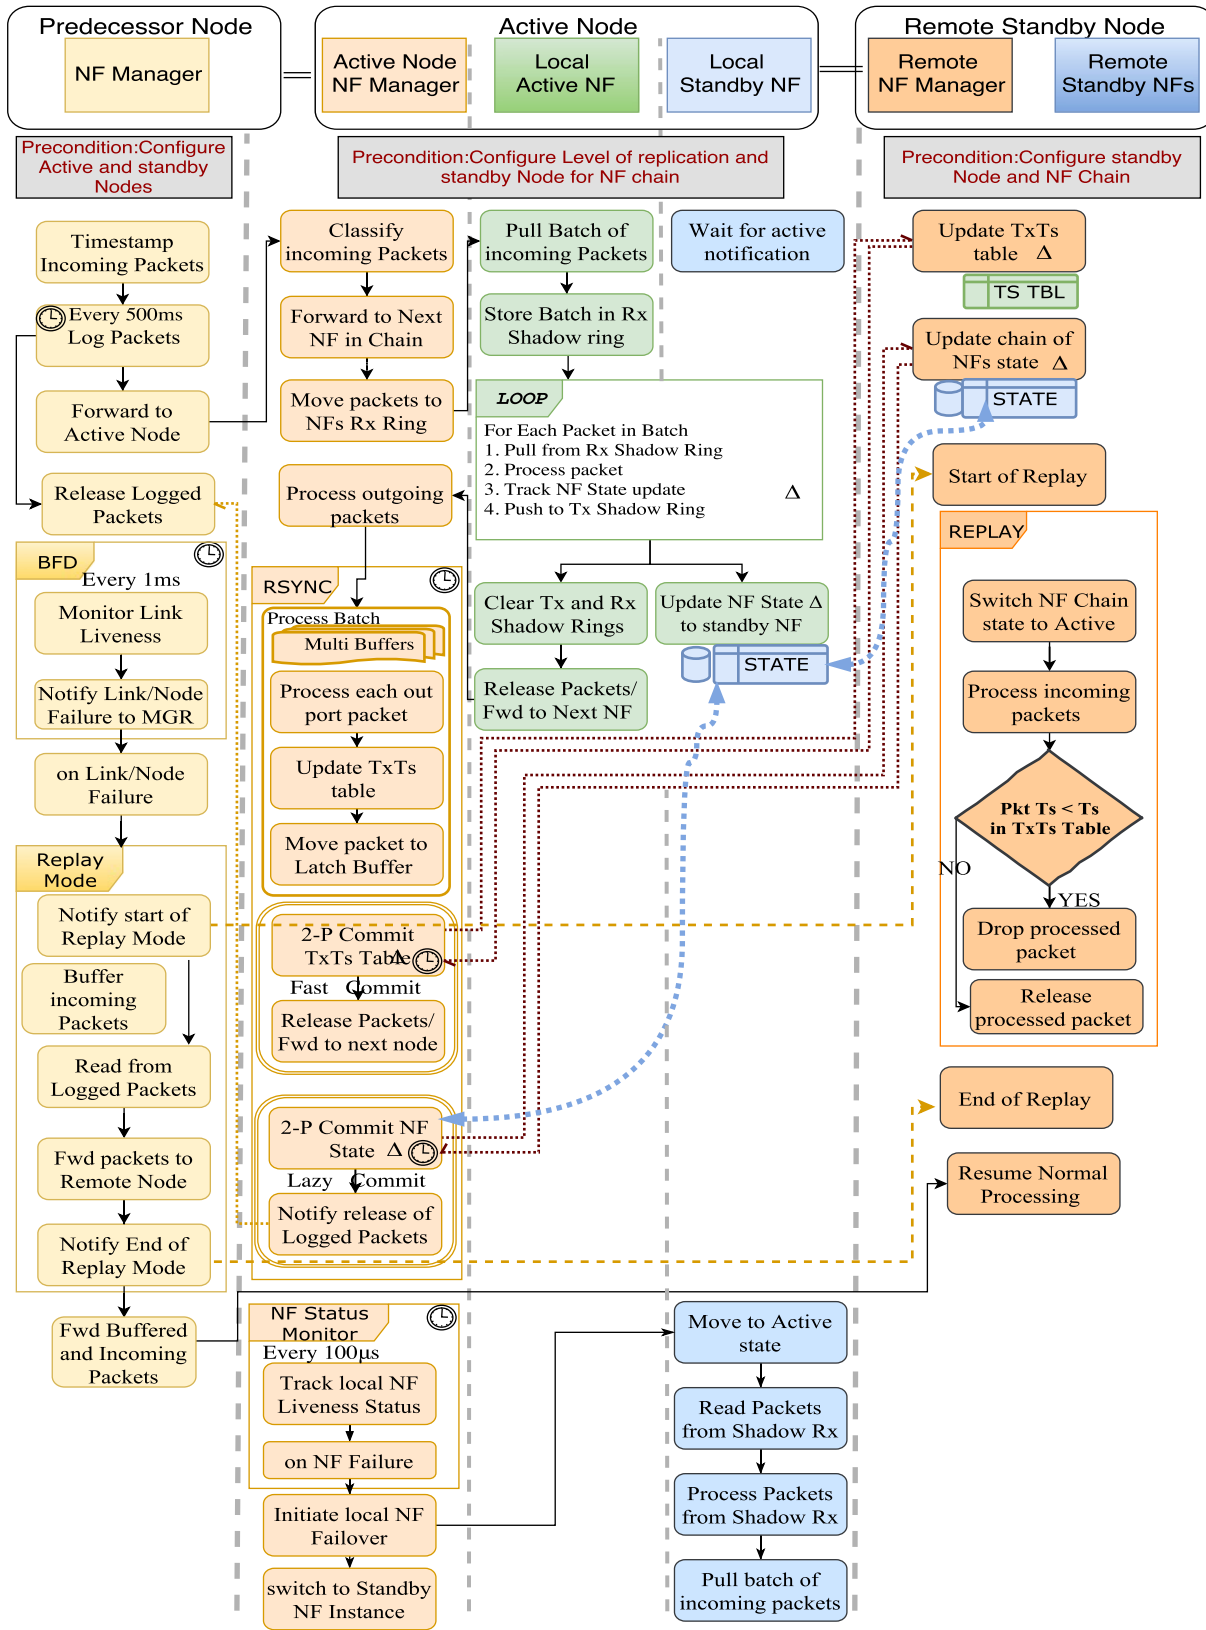 Predecessor Node
NF Manager
Active Node
Active Node
NF Manager
Local
Active NF
Local
Standby NF
Remote Standby Node
Remote
NF Manager
Remote
Standby NFs
Precondition:Configure
Active and standby
Nodes
Precondition:Configure Level of replication and
standby Node for NF chain
Precondition:Configure standby
Node and NF Chain
Timestamp
Incoming Packets
Every 500ms
Log Packets
Forward to
Active Node
Release Logged
Packets
BFD
Every 1ms
Monitor Link
Liveness
Notify Link/Node
Failure to MGR
on Link/Node
Failure
Replay
Mode
Notify start of
Replay Mode
Buffer
incoming
Packets
Read from
Logged Packets
Fwd packets to
Remote Node
Notify End of
Replay Mode
Fwd Buffered
and Incoming
Packets
Classify
incoming Packets
Forward to Next
NF in Chain
Move packets to
NFs Rx Ring
Process outgoing
packets
RSYNC
Process Batch
Multi Buffers
Process each out
port packet
Update TxTs
table
Move packet to
Latch Buffer
2-P Commit
TxTs Table Δ
Fast Commit
Release Packets/
Fwd to next node
2-P Commit NF
State Δ
Lazy Commit
Notify release of
Logged Packets
NF Status
Monitor
Every 100μs
Track local NF
Liveness Status
on NF Failure
Initiate local NF
Failover
switch to Standby
NF Instance
Pull Batch of
incoming Packets
Store Batch in Rx
Shadow ring
LOOP
For Each Packet in Batch
1. Pull from Rx Shadow Ring
2. Process packet
3. Track NF State update Δ
4. Push to Tx Shadow Ring
Clear Tx and Rx
Shadow Rings
Release Packets/
Fwd to Next NF
Update NF State Δ
to standby NF
STATE
Wait for active
notification
Move to Active
state
Read Packets
from Shadow Rx
Process Packets
from Shadow Rx
Pull batch of
incoming packets
Update TxTs
table Δ
TS TBL
Update chain of
NFs state Δ
STATE
Start of Replay
REPLAY
Switch NF Chain
state to Active
Process incoming
packets
Pkt Ts < Ts
in TxTs Table
NO
YES
Drop processed
packet
Release
processed packet
End of Replay
Resume Normal
Processing